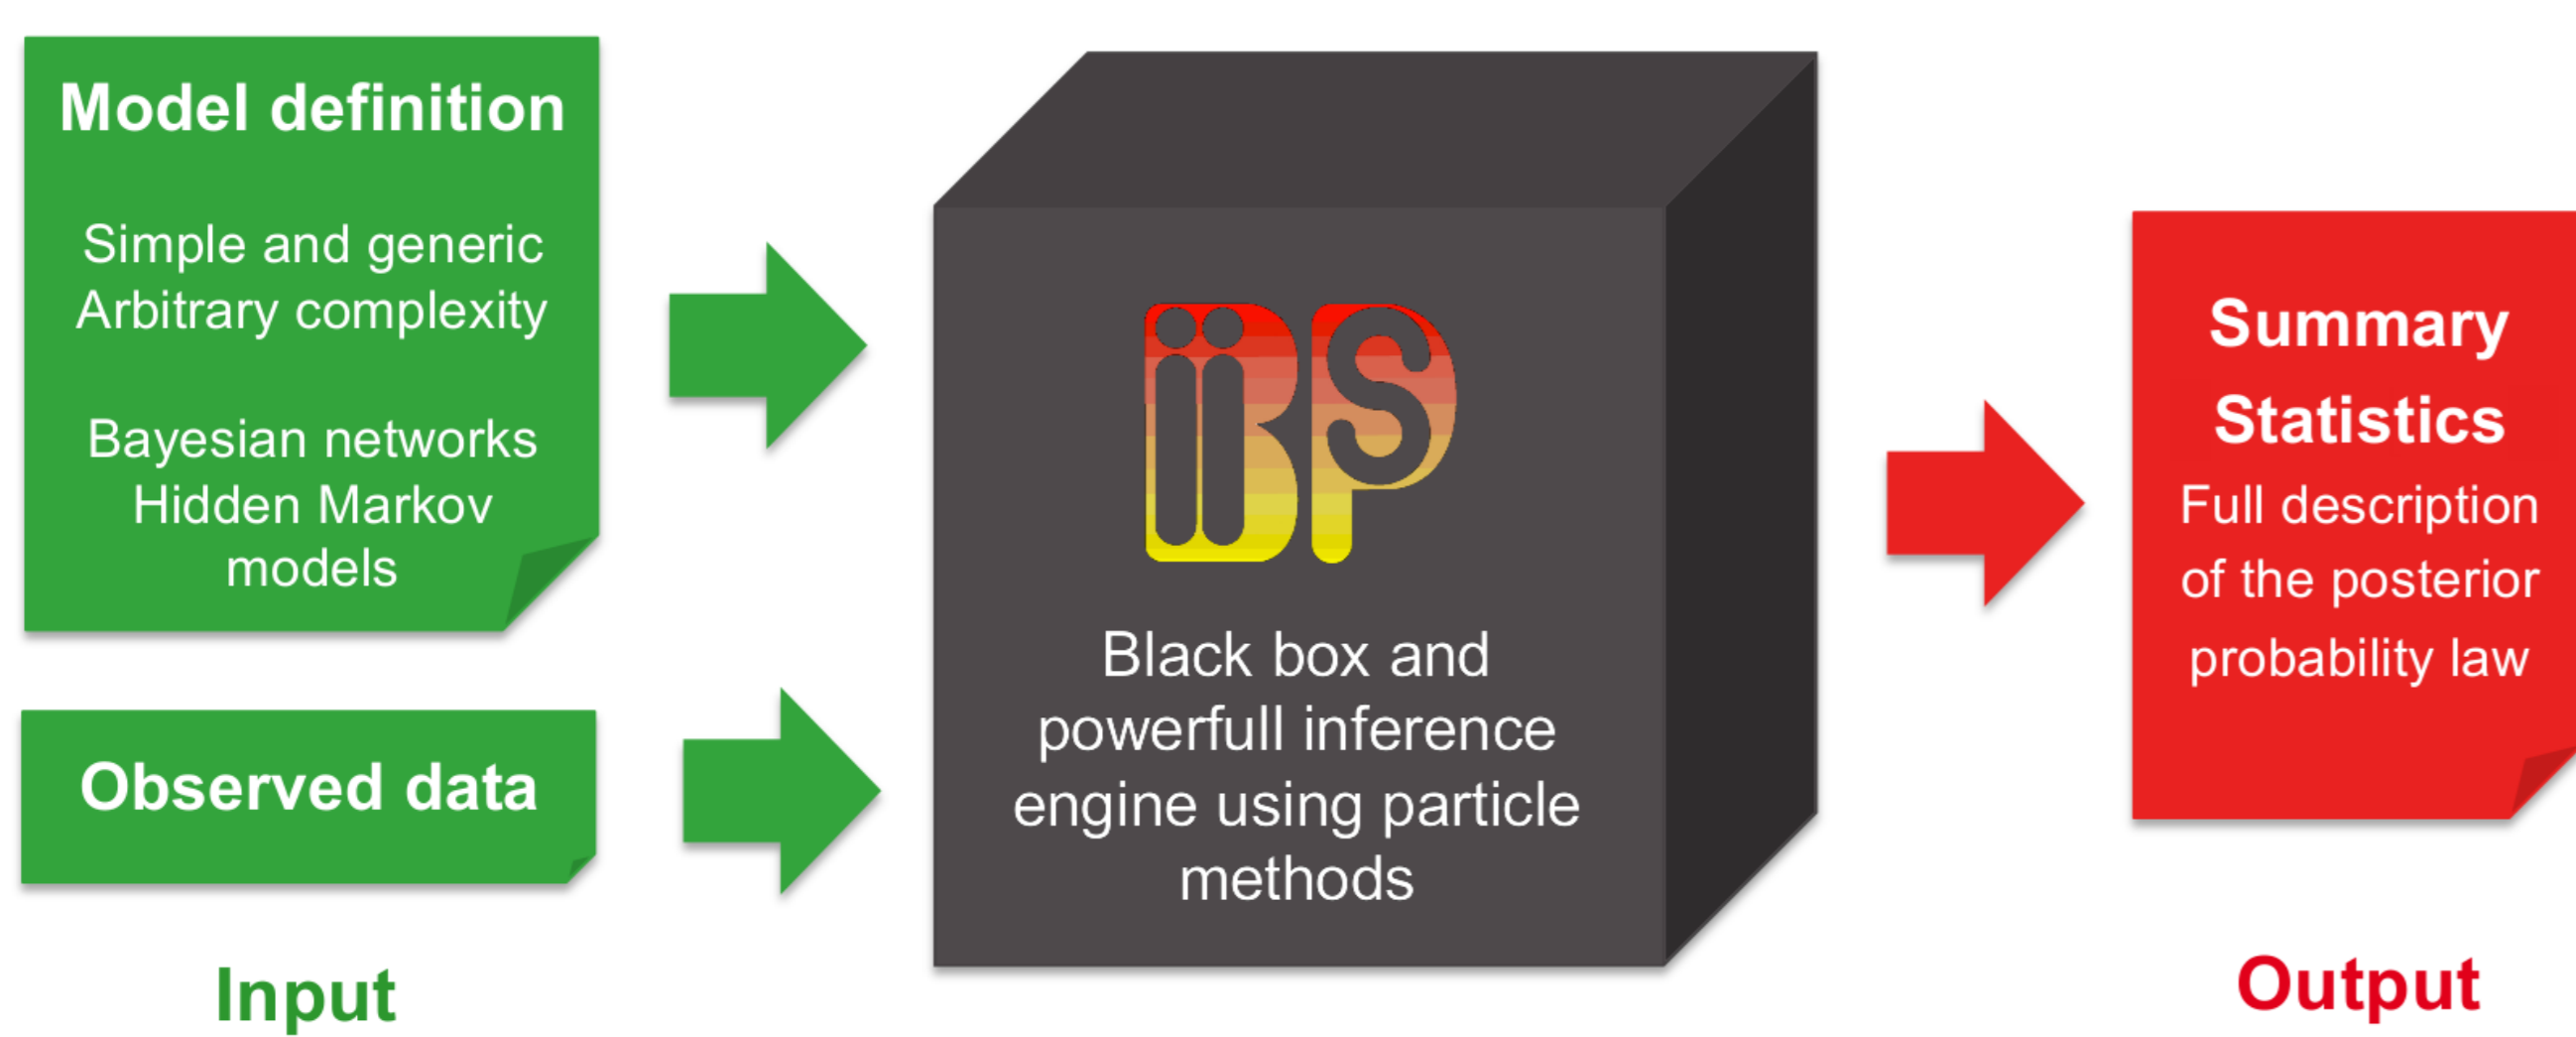 Model definition
Simple and generic
Arbitrary complexity
Bayesian networks
Hidden Markov
models
Observed data
Input
BiiPS
Black box and
powerfull inference
engine using particle
methods
Summary
Statistics
Full description
of the posterior
probability law
Output